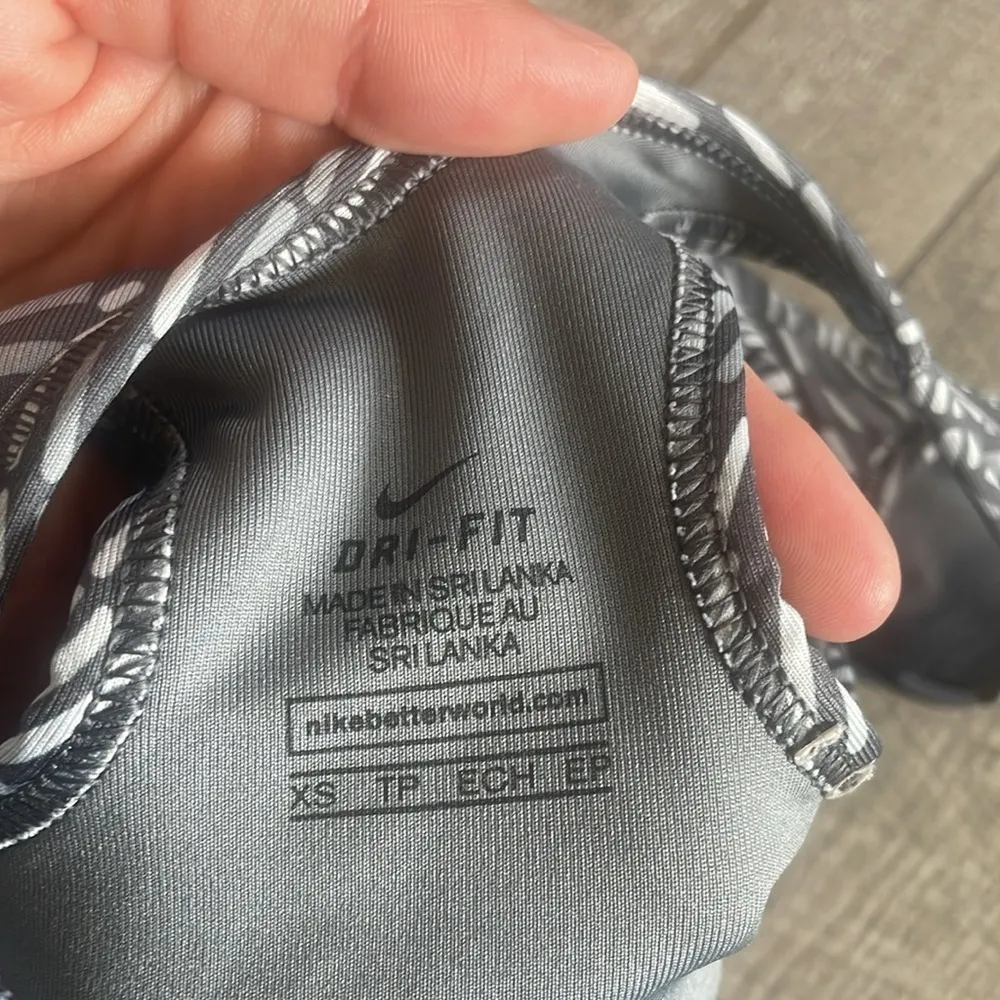 DRI-FIT
MADE IN SRI LANKA
FABRIQUE AU
SRI LANKA
nikebetterworld.com
XS TP ECH EP